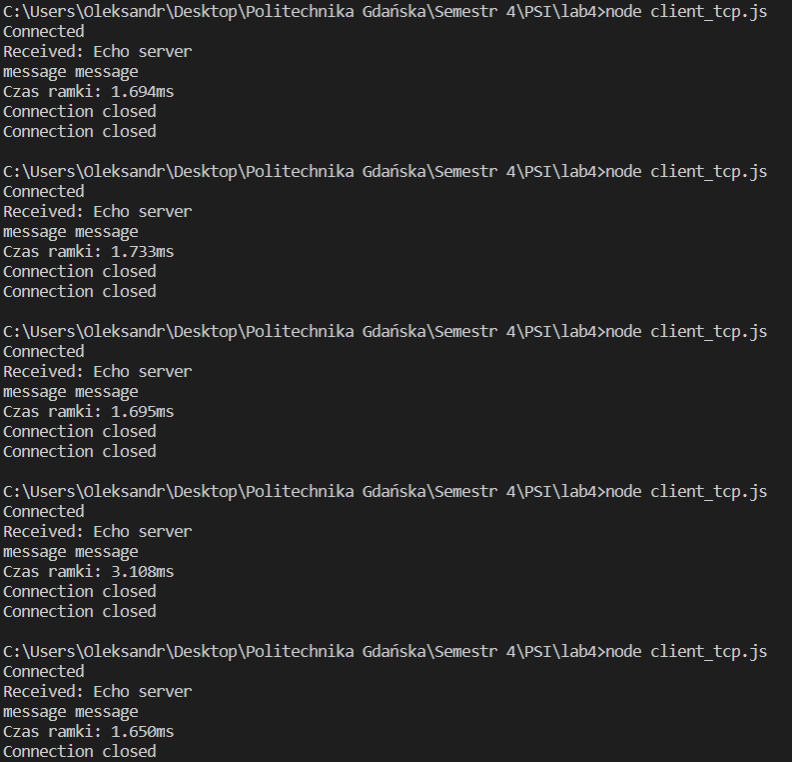 C:\Users\Oleksandr\Desktop\Politechnika Gdańska\Semestr 4\PSI\lab4>node client_tcp.js
Connected
Received: Echo server
message message
Czas ramki: 1.694ms
Connection closed
Connection closed
C:\Users\Oleksandr\Desktop\Politechnika Gdańska\Semestr 4\PSI\lab4>node client_tcp.js
Connected
Received: Echo server
message message
Czas ramki: 1.733ms
Connection closed
Connection closed
C:\Users\Oleksandr\Desktop\Politechnika Gdańska\Semestr 4\PSI\lab4>node client_tcp.js
Connected
Received: Echo server
message message
Czas ramki: 1.695ms
Connection closed
Connection closed
C:\Users\Oleksandr\Desktop\Politechnika Gdańska\Semestr 4\PSI\lab4>node client_tcp.js
Connected
Received: Echo server
message message
Czas ramki: 3.108ms
Connection closed
Connection closed
C:\Users\Oleksandr\Desktop\Politechnika Gdańska\Semestr 4\PSI\lab4>node client_tcp.js
Connected
Received: Echo server
message message
Czas ramki: 1.650ms
Connection closed